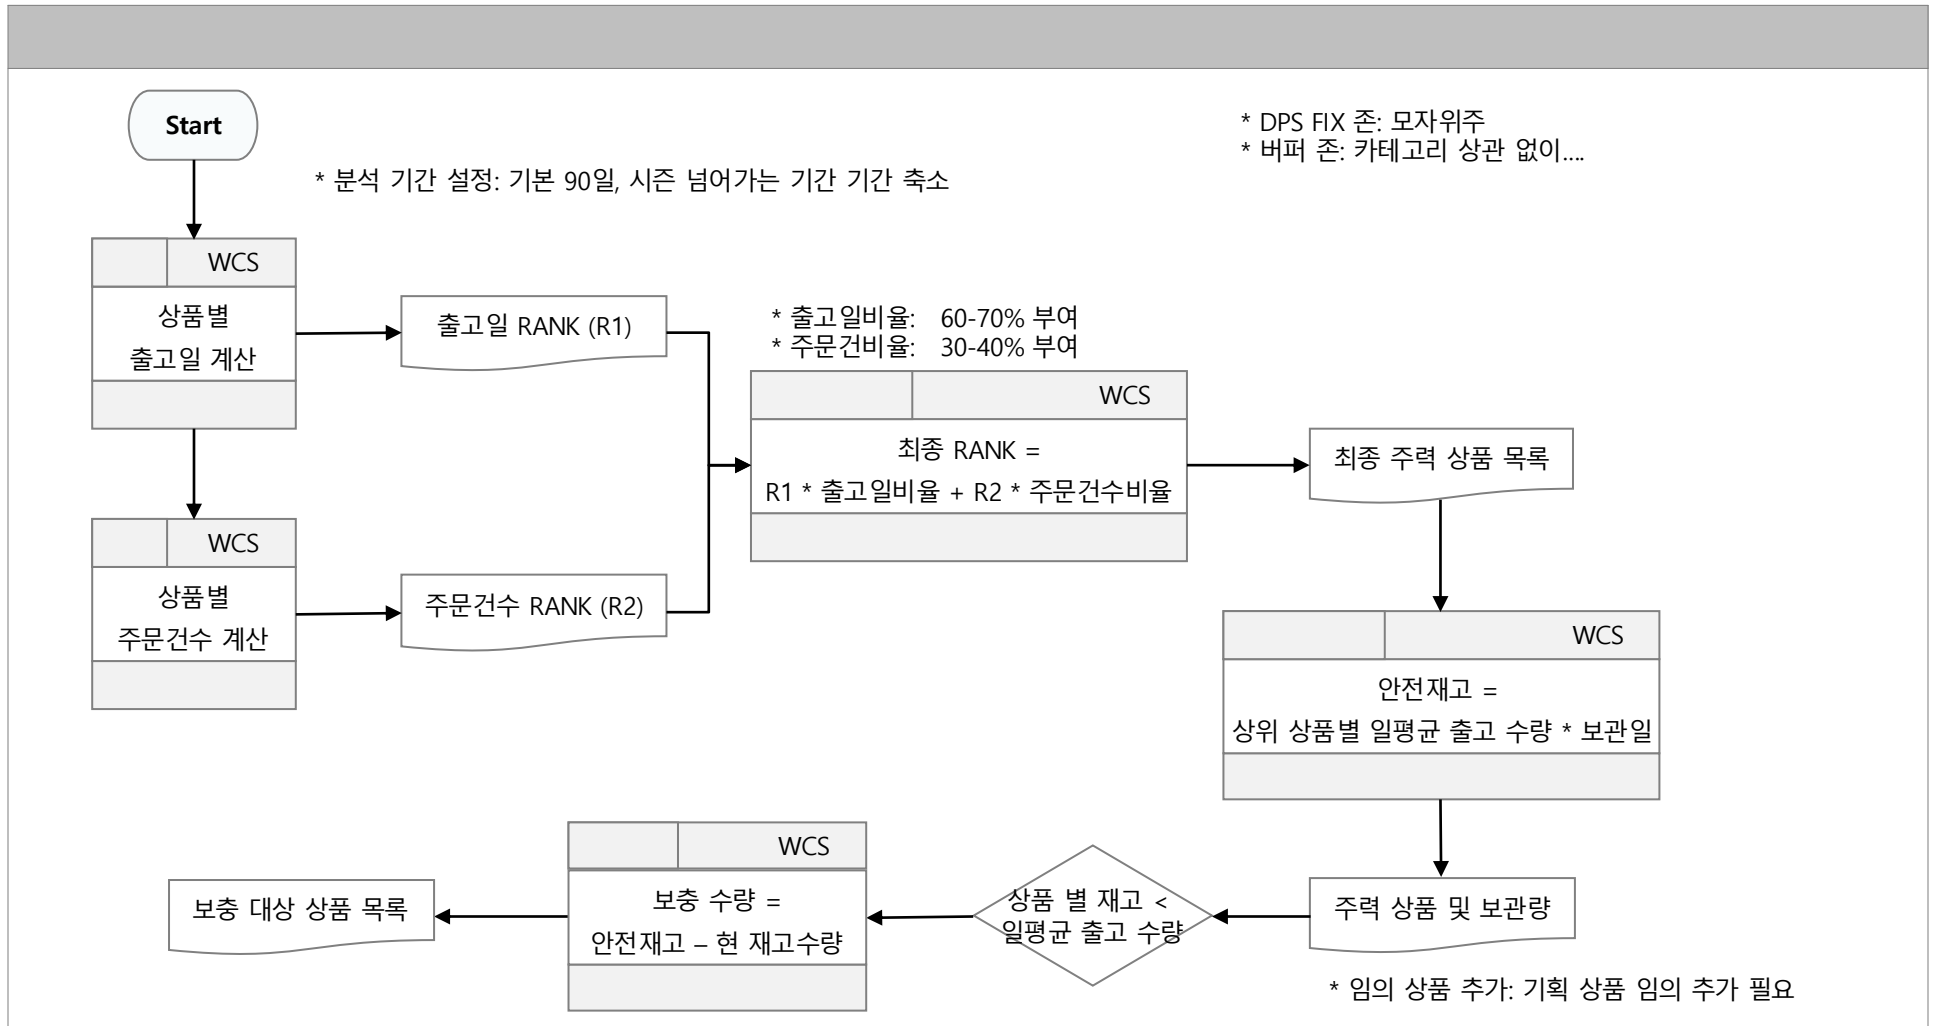 Start
* DPS FIX 존: 모자위주
* 버퍼 존: 카테고리 상관 없이....
* 분석 기간 설정: 기본 90일, 시즌 넘어가는 기간 기간 축소
WCS
상품별
출고일 계산
출고일 RANK (R1)
* 출고일비율: 60-70% 부여
* 주문건비율: 30-40% 부여
WCS
최종 RANK =
R1 * 출고일비율 + R2 * 주문건수비율
최종 주력 상품 목록
WCS
상품별
주문건수 계산
주문건수 RANK (R2)
WCS
안전재고 =
상위 상품별 일평균 출고 수량 * 보관일
주력 상품 및 보관량
* 임의 상품 추가: 기획 상품 임의 추가 필요
상품 별 재고 <
일평균 출고 수량
WCS
보충 수량 =
안전재고 – 현 재고수량
보충 대상 상품 목록